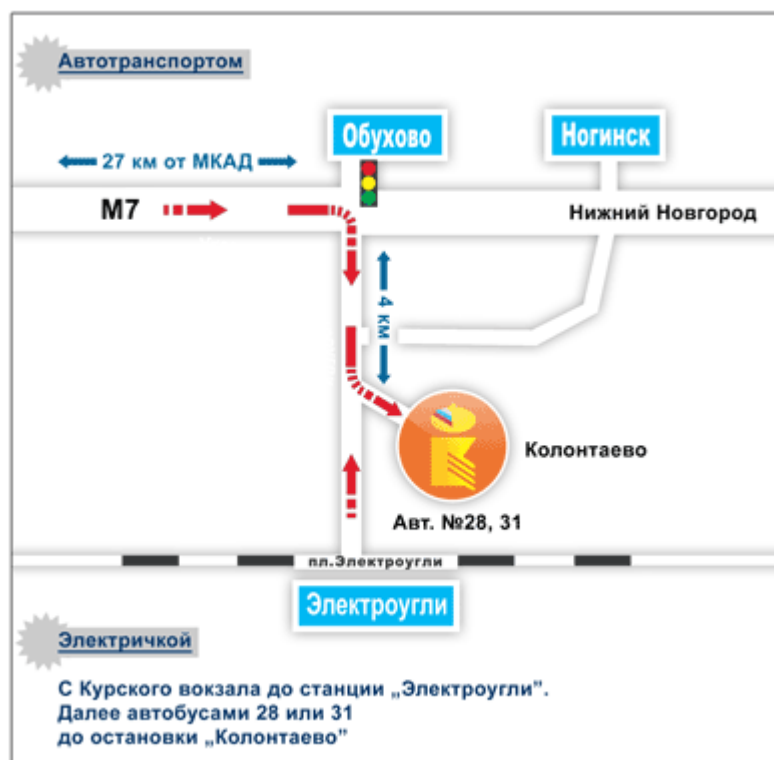 Автотранспортом
Обухово
Ногинск
27 км от МКАД
М7
Нижний Новгород
4 км
Колонтаево
Авт. №28, 31
пл.Электроугли
Электроугли
Электричкой
С Курского вокзала до станции „Электроугли”.
Далее автобусами 28 или 31
до остановки „Колонтаево”